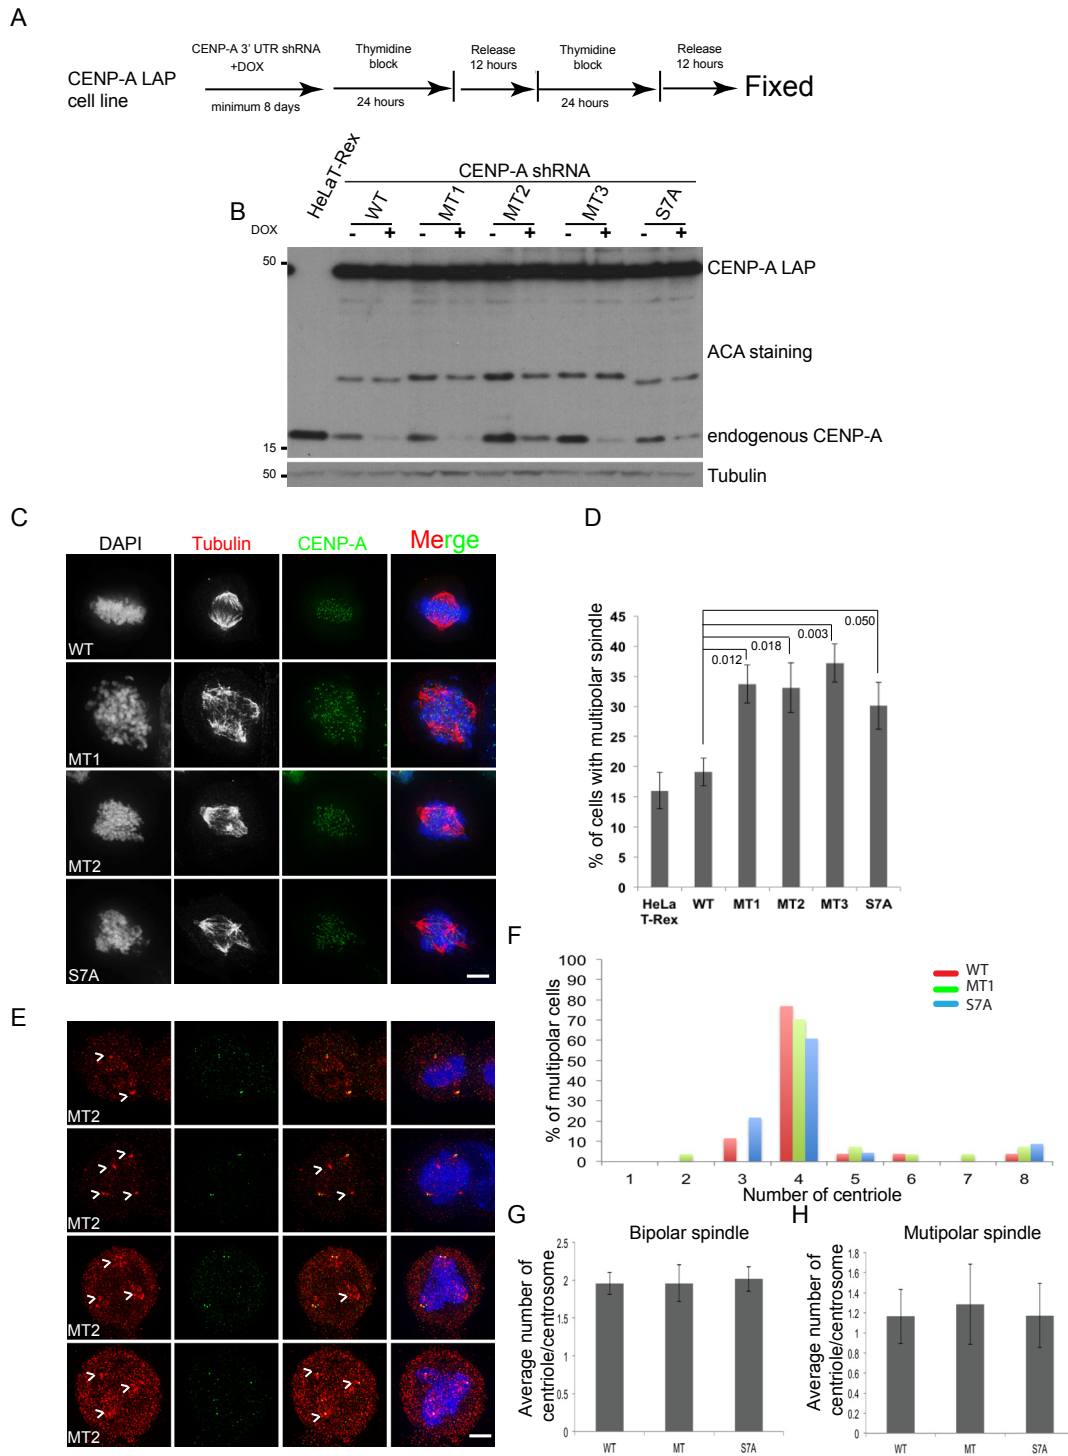 A
CENP-A LAP
cell line
CENP-A 3' UTR shRNA
+DOX
minimum 8 days
Thymidine
block
24 hours
Release
12 hours
Thymidine
block
24 hours
Release
12 hours
Fixed
B
HeLaT-Rex
CENP-A shRNA
WT
MT1
MT2
MT3
S7A
DOX
- + - + - + - + - +
50
15
50
CENP-A LAP
ACA staining
endogenous CENP-A
Tubulin
C
DAPI
Tubulin
CENP-A
Merge
WT
MT1
MT2
S7A
D
% of cells with multipolar spindle
45
40
35
30
25
20
15
10
5
0
0.012
0.018
0.003
0.050
HeLa
T-Rex
WT
MT1
MT2
MT3
S7A
E
MT2
MT2
MT2
MT2
F
% of multipolar cells
100
90
80
70
60
50
40
30
20
10
0
1 2 3 4 5 6 7 8
Number of centriole
WT
MT1
S7A
G
Bipolar spindle
Average number of
centriole/centrosome
2.5
2
1.5
1
0.5
0
WT
MT
S7A
H
Mutipolar spindle
Average number of
centriole/centrosome
1.8
1.6
1.4
1.2
1
0.8
0.6
0.4
0.2
0
WT
MT
S7A